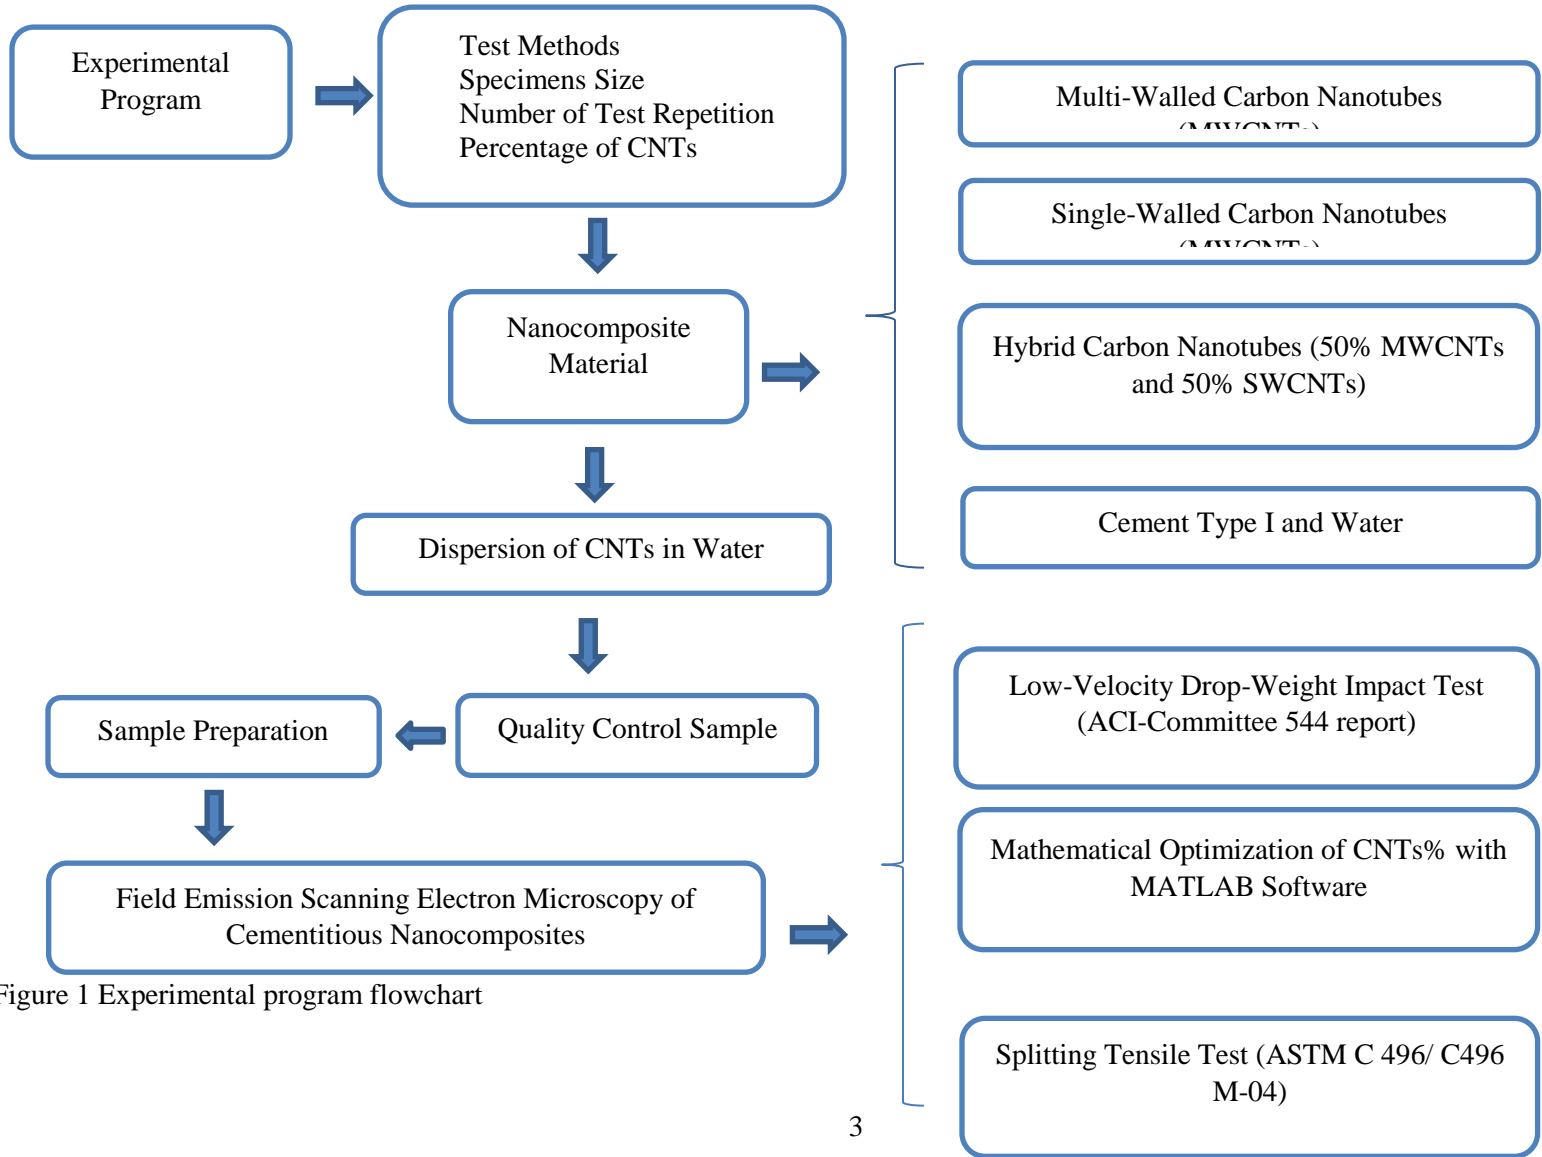 Experimental
Program
Test Methods
Specimens Size
Number of Test Repetition
Percentage of CNTs
Multi-Walled Carbon Nanotubes
(MWCNTs)
Single-Walled Carbon Nanotubes
(MWCNTs)
Nanocomposite
Material
Hybrid Carbon Nanotubes (50% MWCNTs
and 50% SWCNTs)
Cement Type I and Water
Dispersion of CNTs in Water
Quality Control Sample
Sample Preparation
Field Emission Scanning Electron Microscopy of
Cementitious Nanocomposites
Low-Velocity Drop-Weight Impact Test
(ACI-Committee 544 report)
Mathematical Optimization of CNTs% with
MATLAB Software
Splitting Tensile Test (ASTM C 496/ C496
M-04)
Figure 1 Experimental program flowchart
3